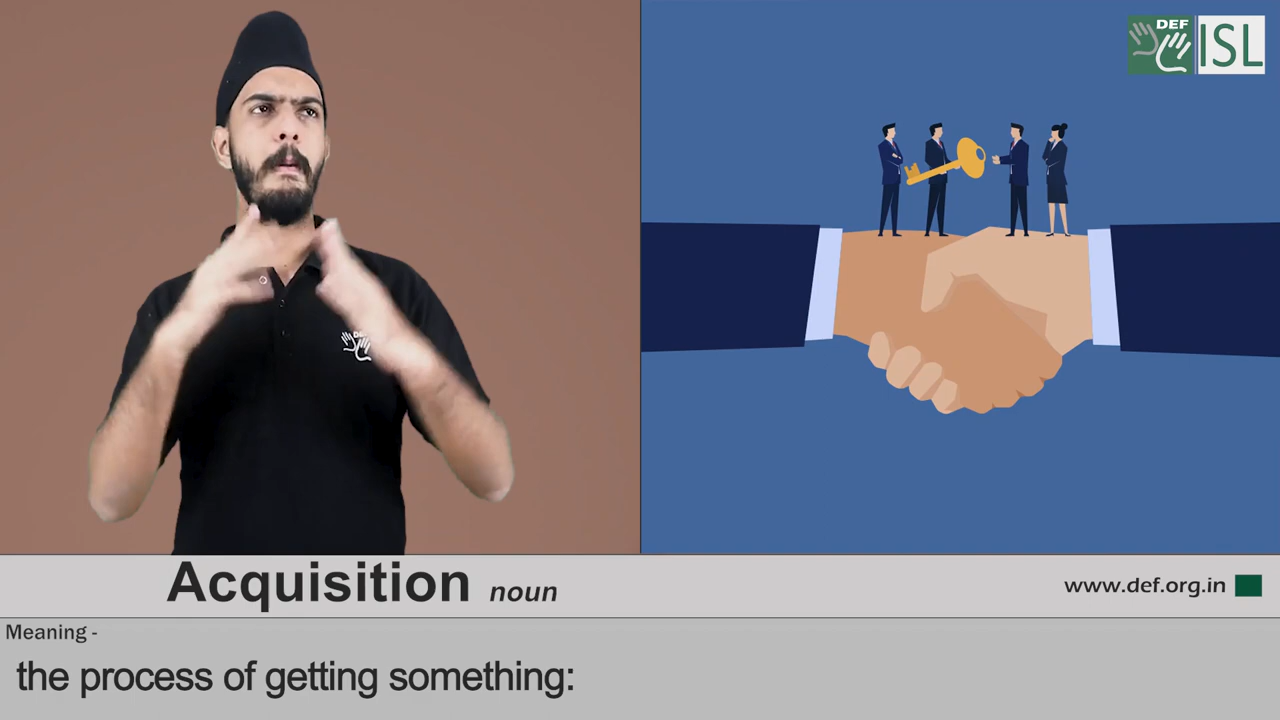 DEF
ISL
Acquisition noun
www.def.org.in
Meaning -
the process of getting something: